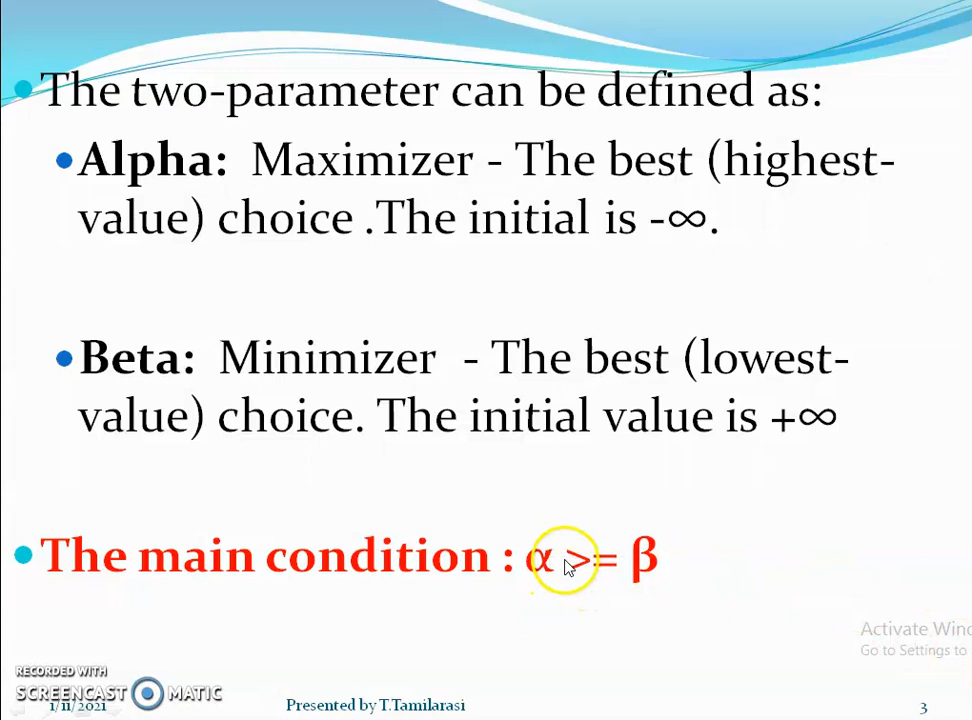 The two-parameter can be defined as:
Alpha: Maximizer - The best (highest-
value) choice .The initial is -∞.
Beta: Minimizer - The best (lowest-
value) choice. The initial value is +∞
The main condition : α >= β
Activate Wind
Go to Settings to
RECORDED WITH
SCREENCAST MATIC
1/11/2021
Presented by T.Tamilarasi
3